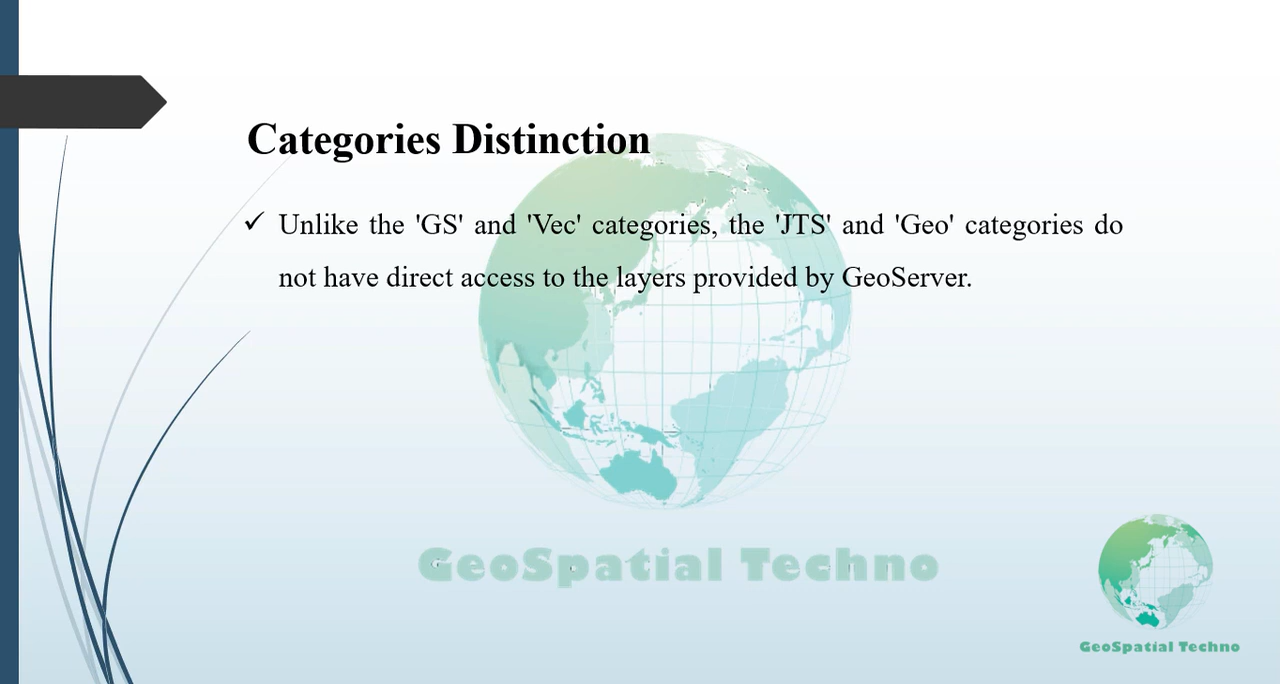 Categories Distinction
✓ Unlike the 'GS' and 'Vec' categories, the 'JTS' and 'Geo' categories do
not have direct access to the layers provided by GeoServer.
GeoSpatial Techno
GeoSpatial Techno